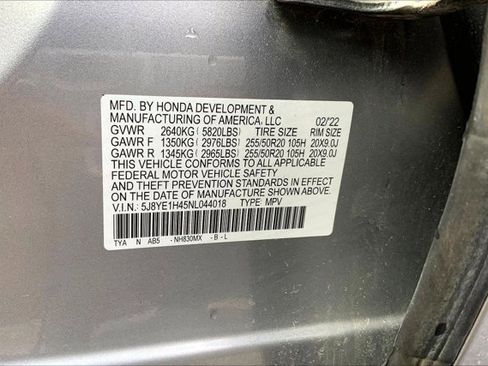 MFD. BY HONDA DEVELOPMENT &
MANUFACTURING OF AMERICA, LLC 02/'22
GVWR 2640KG(5820LBS) TIRE SIZE RIM SIZE
GAWR F 1350KG(2976LBS) 255/50R20 105H 20X9.0J
GAWR R 1345KG(2965LBS) 255/50R20 105H 20X9.0J
THIS VEHICLE CONFORMS TO ALL APPLICABLE
FEDERAL MOTOR VEHICLE SAFETY
AND THEFT PREVENTION STANDARDS IN EFFECT
ON THE DATE OF MANUFACTURE SHOWN ABOVE.
V.I.N.: 5J8YE1H45NL044018 TYPE: MPV
TYA N AB5 -NH830MX -B-L